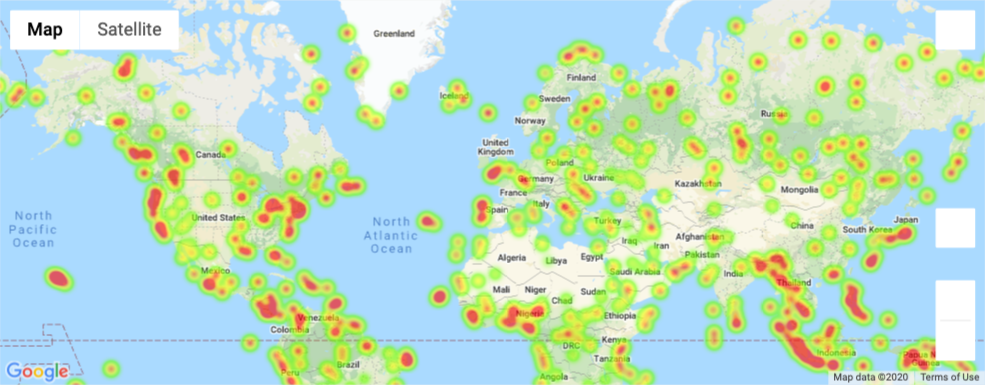 Map Satellite
Greenland
Iceland
Finland
Sweden
Norway
Russia
United
Kingdom
Canada
Poland
Germany
Ukraine
Kazakhstan
Mongolia
France
Spain
Italy
North
Pacific
Ocean
United States
North
Atlantic
Ocean
Turkey
China
Japan
South Korea
Iraq
Iran
Afghanistan
Pakistan
Algeria
Libya
Egypt
Saudi Arabia
India
Mexico
Mali
Niger
Chad
Sudan
Thailand
Nigeria
Ethiopia
Venezuela
Colombia
DRC
Kenya
Indonesia
Papua N
Guinea
Tanzania
Brazil
Peru
Angola
Google
Map data ©2020 Terms of Use